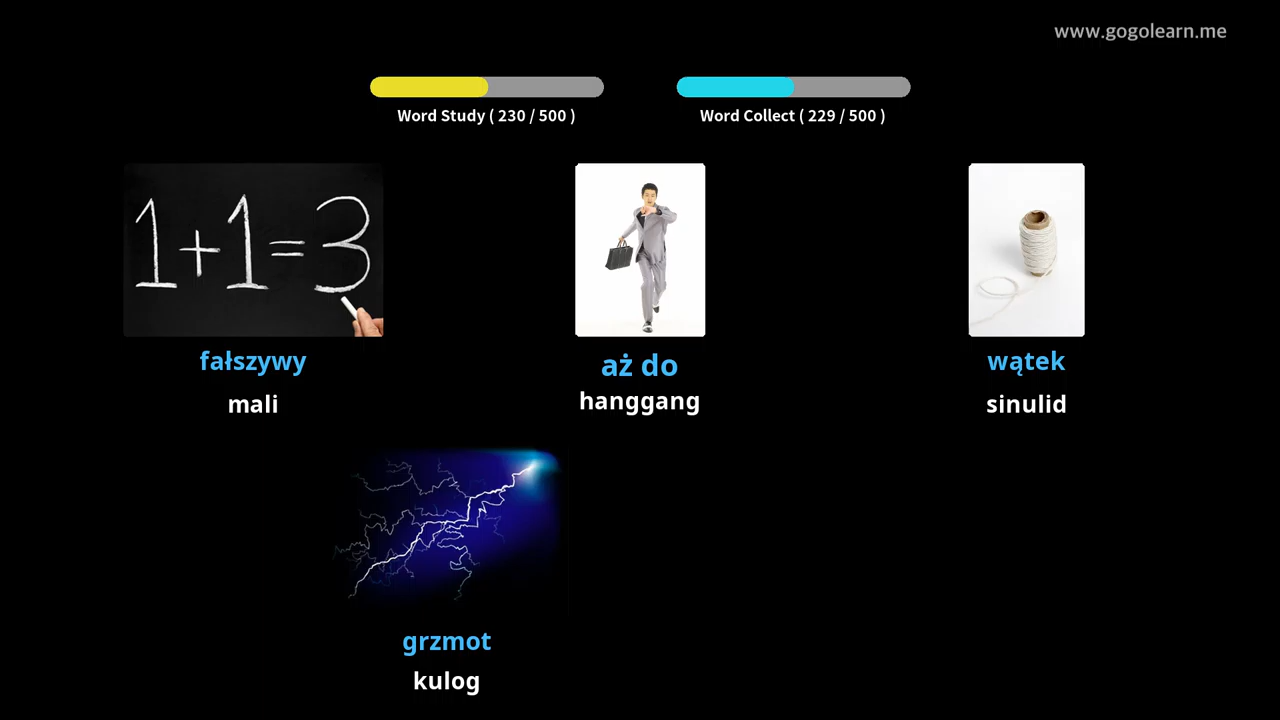 www.gogolearn.me
Word Study ( 230 / 500 )
Word Collect ( 229 / 500 )
1+1=3
fałszywy
mali
aż do
hanggang
wątek
sinulid
grzmot
kulog